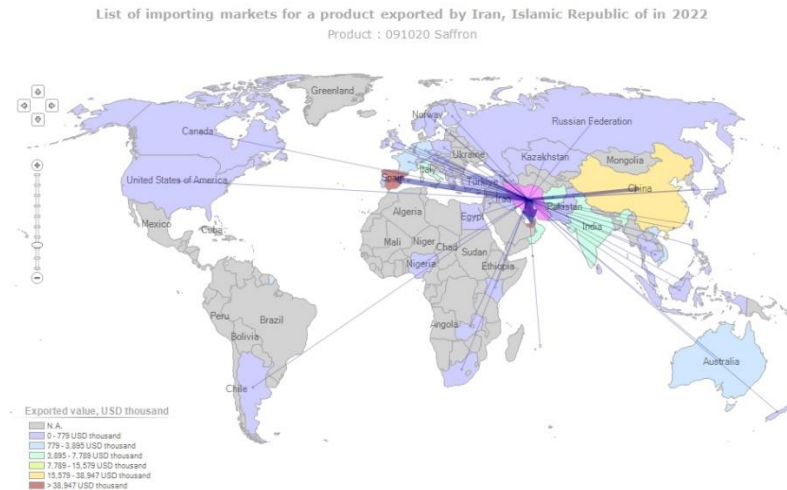 List of importing markets for a product exported by Iran, Islamic Republic of in 2022
Product : 091020 Saffron
Greenland
Norway
Russian Federation
Canada
Ukraine
Kazakhstan
Mongolia
Italy
Spain
United States of America
Türkiye
China
Iraq
Pakistan
Algeria
Mexico
Egypt
India
Cuba
Mali
Niger
Chad
Sudan
Nigeria
Ethiopia
Peru
Brazil
Angola
Bolivia
Australia
Chile
Exported value, USD thousand
N.A.
0 - 779 USD thousand
779 - 3,895 USD thousand
3,895 - 7,789 USD thousand
7,789 - 15,579 USD thousand
15,579 - 38,947 USD thousand
> 38,947 USD thousand